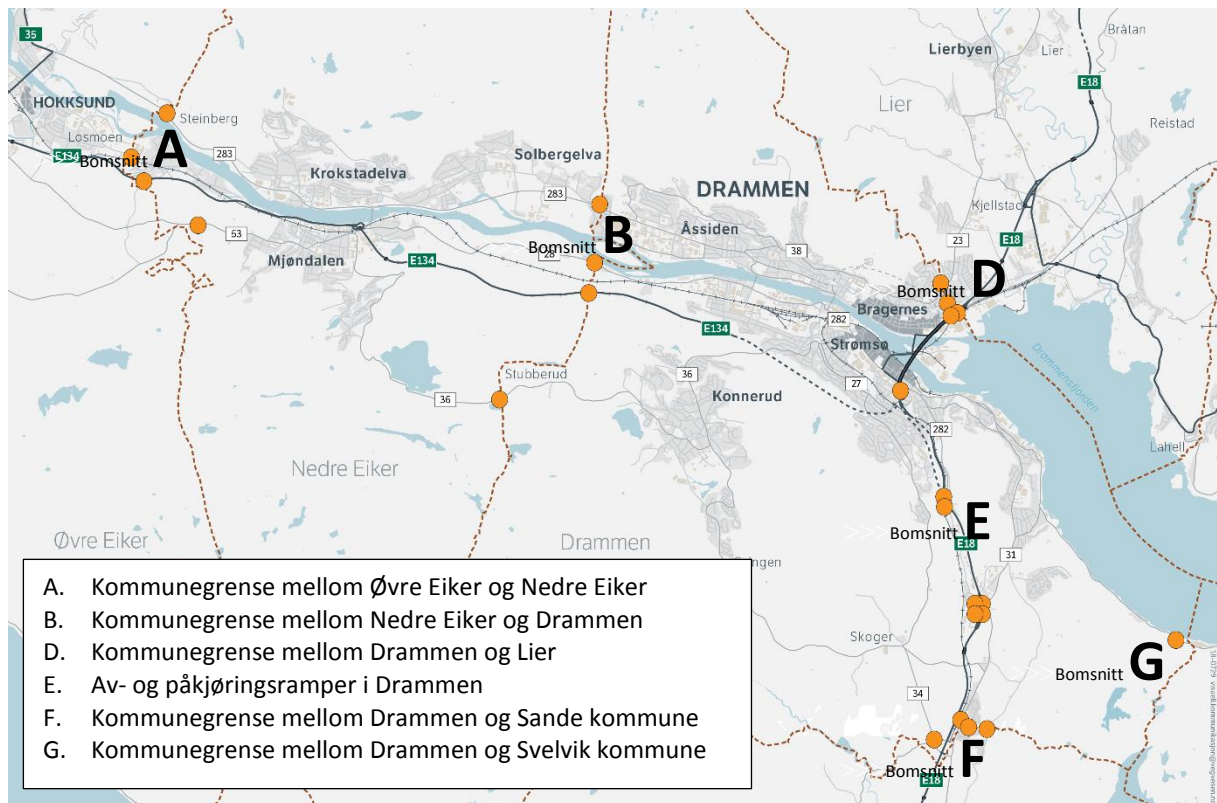 35
Lierbyen
Lier
Bråtan
E18
HOKKSUND
Steinberg
Lier
Reistad
Losmoen
A
E134
Bomsnitt
283
Solbergelva
Krokstadelva
283
DRAMMEN
Kjellstad
53
Mjøndalen
B
Bomsnitt
28
Åssiden
38
23
E18
E134
D
Bomsnitt
Bragernes
282
Strømsø
E134
Drammensfjorden
Stubberud
36
36
Konnerud
27
282
Lahell
Nedre Eiker
E
Bomsnitt
E18
31
Øvre Eiker
Drammen
Skoger
G
Bomsnitt
34
F
Bomsnitt
E18
A. Kommunegrense mellom Øvre Eiker og Nedre Eiker
B. Kommunegrense mellom Nedre Eiker og Drammen
D. Kommunegrense mellom Drammen og Lier
E. Av- og påkjøringsramper i Drammen
F. Kommunegrense mellom Drammen og Sande kommune
G. Kommunegrense mellom Drammen og Svelvik kommune